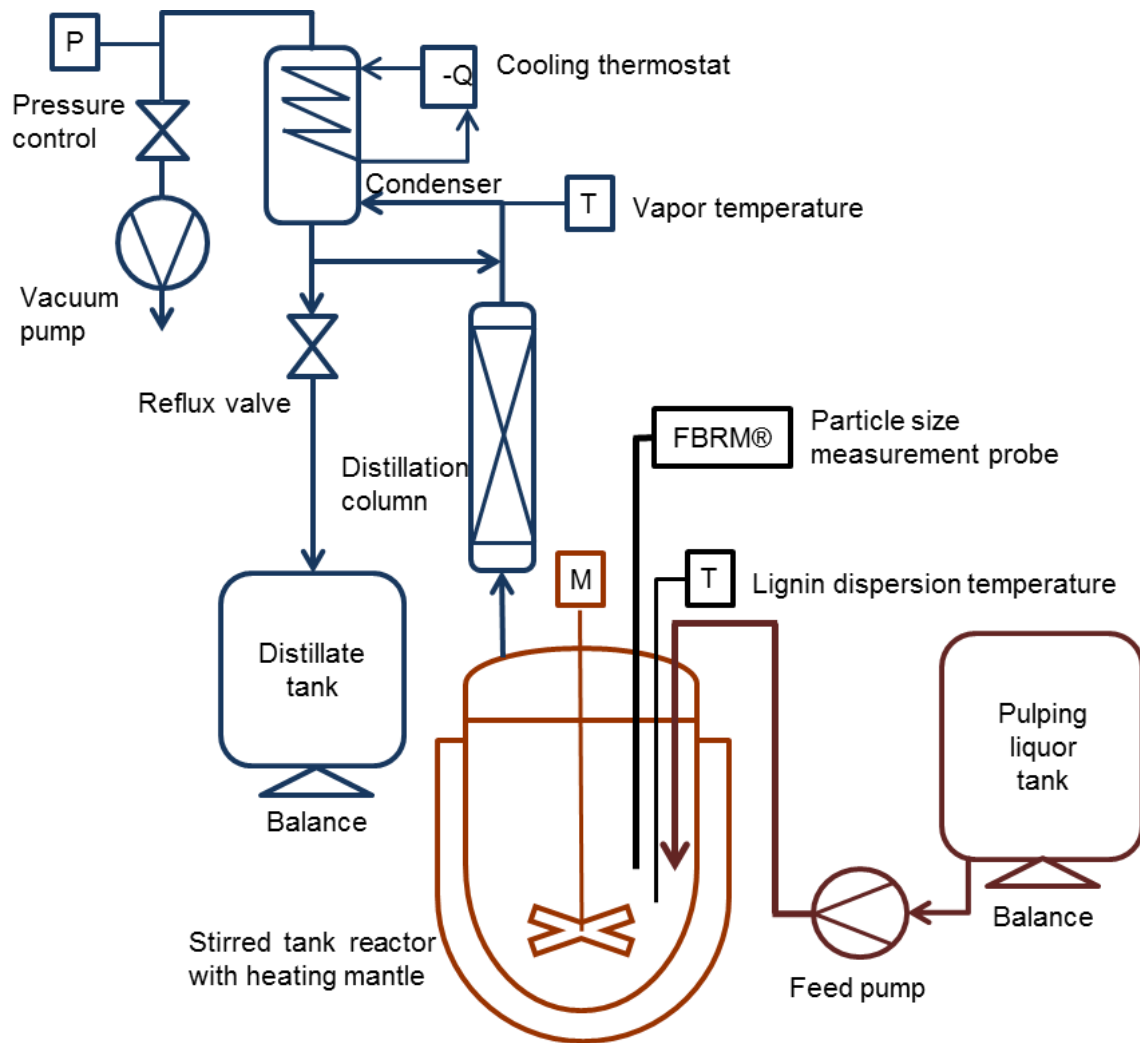 P
-Q
Cooling thermostat
Pressure
control
Condenser
T
Vapor temperature
Vacuum
pump
Reflux valve
FBRM®
Particle size
measurement probe
Distillation
column
M
T
Lignin dispersion temperature
Distillate
tank
Pulping
liquor
tank
Balance
Balance
Stirred tank reactor
with heating mantle
Feed pump